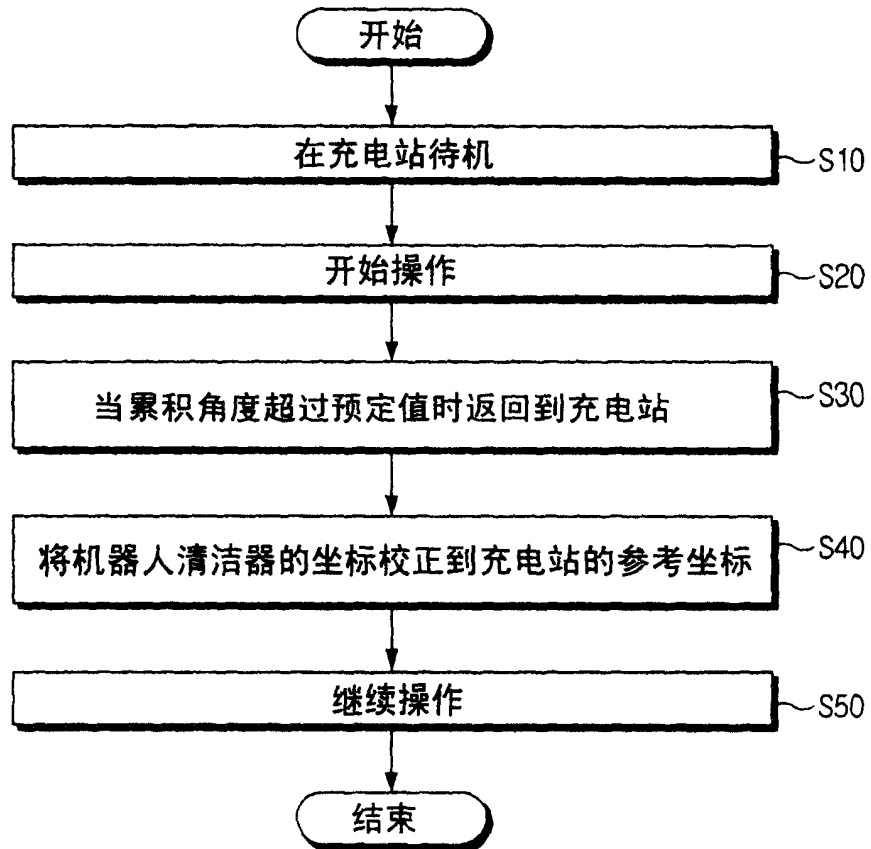 开始
在充电站待机
S10
开始操作
S20
当累积角度超过预定值时返回到充电站
S30
将机器人清洁器的坐标校正到充电站的参考坐标
S40
继续操作
S50
结束